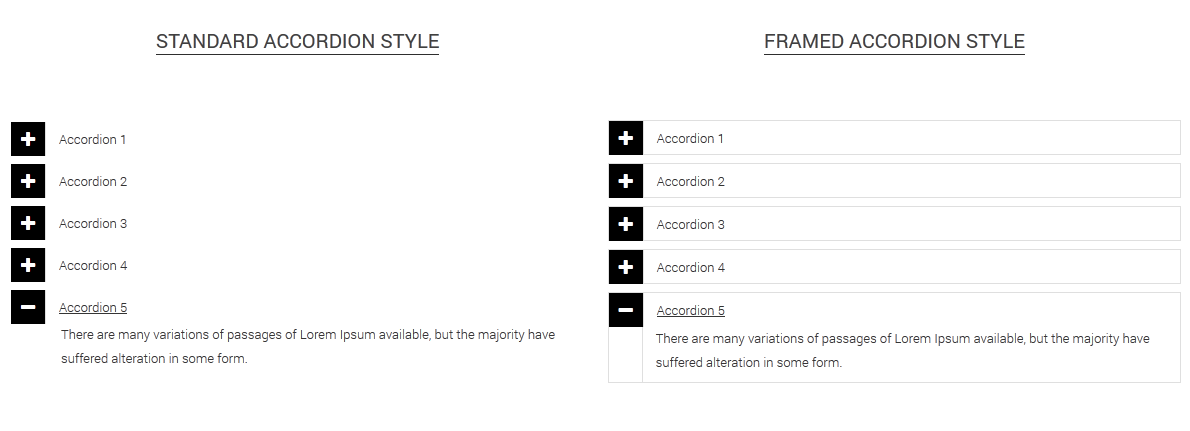 STANDARD ACCORDION STYLE
Accordion 1
Accordion 2
Accordion 3
Accordion 4
Accordion 5
There are many variations of passages of Lorem Ipsum available, but the majority have
suffered alteration in some form.
FRAMED ACCORDION STYLE
Accordion 1
Accordion 2
Accordion 3
Accordion 4
Accordion 5
There are many variations of passages of Lorem Ipsum available, but the majority have
suffered alteration in some form.